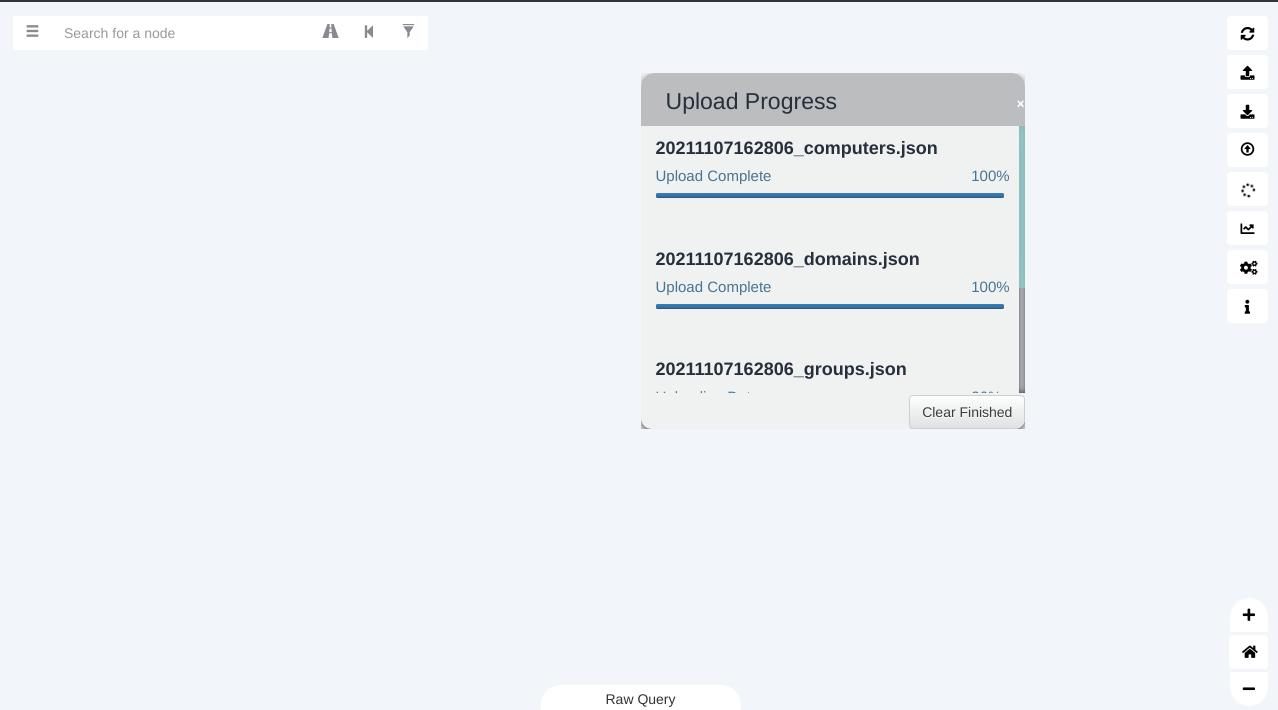 Search for a node
Upload Progress
×
20211107162806_computers.json
Upload Complete 100%
20211107162806_domains.json
Upload Complete 100%
20211107162806_groups.json
Clear Finished
Raw Query